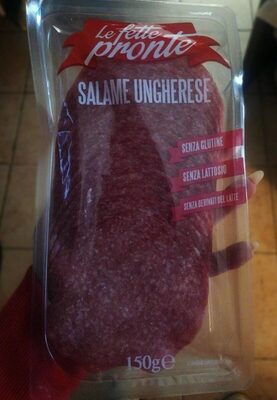 Le fette
pronte
SALAME UNGHERESE
SENZA GLUTINE
SENZA LATTOSIO
SENZA DERIVATI DEL LATTE
150g℮